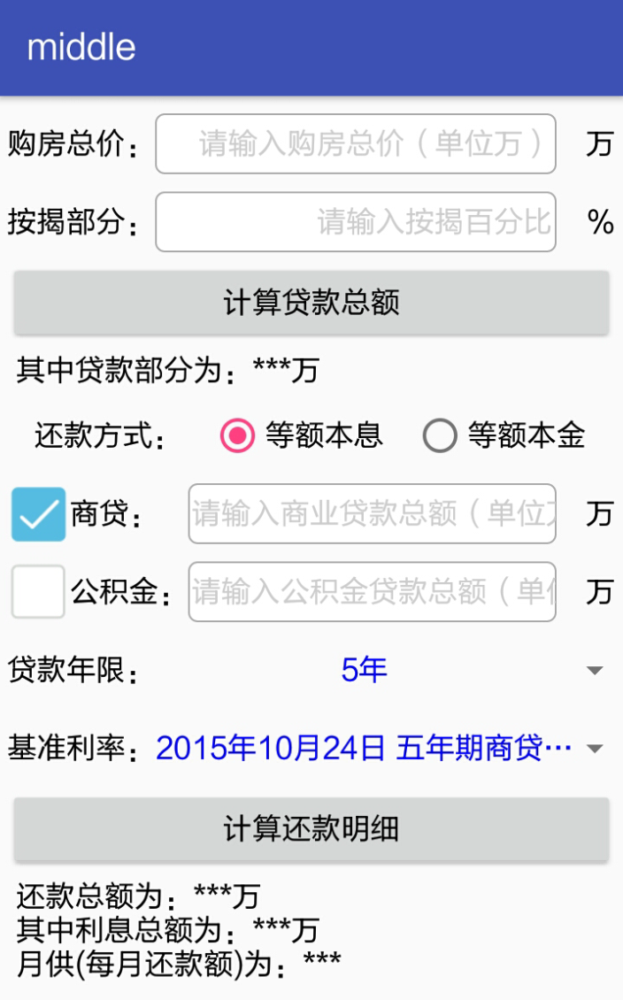 middle
购房总价： 请输入购房总价（单位万） 万
按揭部分： 请输入按揭百分比 %
计算贷款总额
其中贷款部分为：***万
还款方式： 等额本息 等额本金
商贷： 请输入商业贷款总额（单位 万
公积金： 请输入公积金贷款总额（单 万
贷款年限： 5年
基准利率： 2015年10月24日 五年期商贷…
计算还款明细
还款总额为：***万
其中利息总额为：***万
月供(每月还款额)为：***